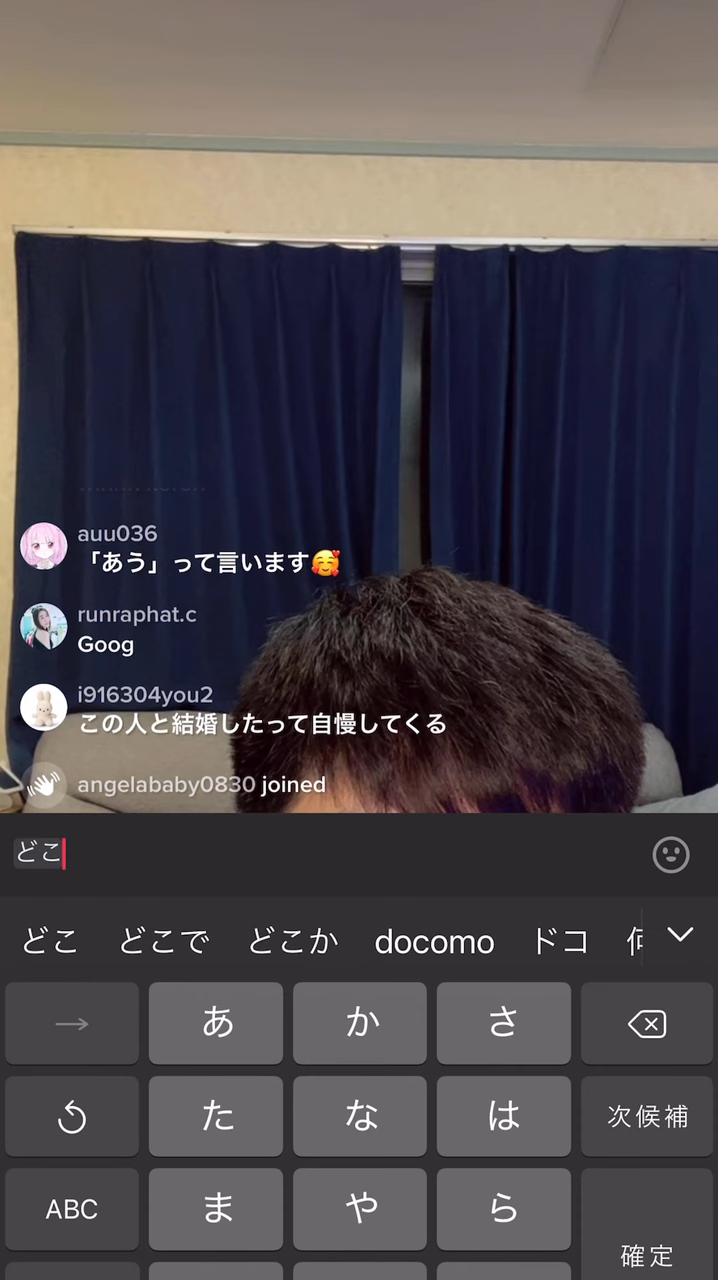 auu036
「あう」って言います🥰
runraphat.c
Goog
i916304you2
この人と結婚したって自慢してくる
angelababy0830 joined
どこ
どこ どこで どこか docomo ドコ
→ あ か さ
た な は 次候補
ABC ま や ら
確定